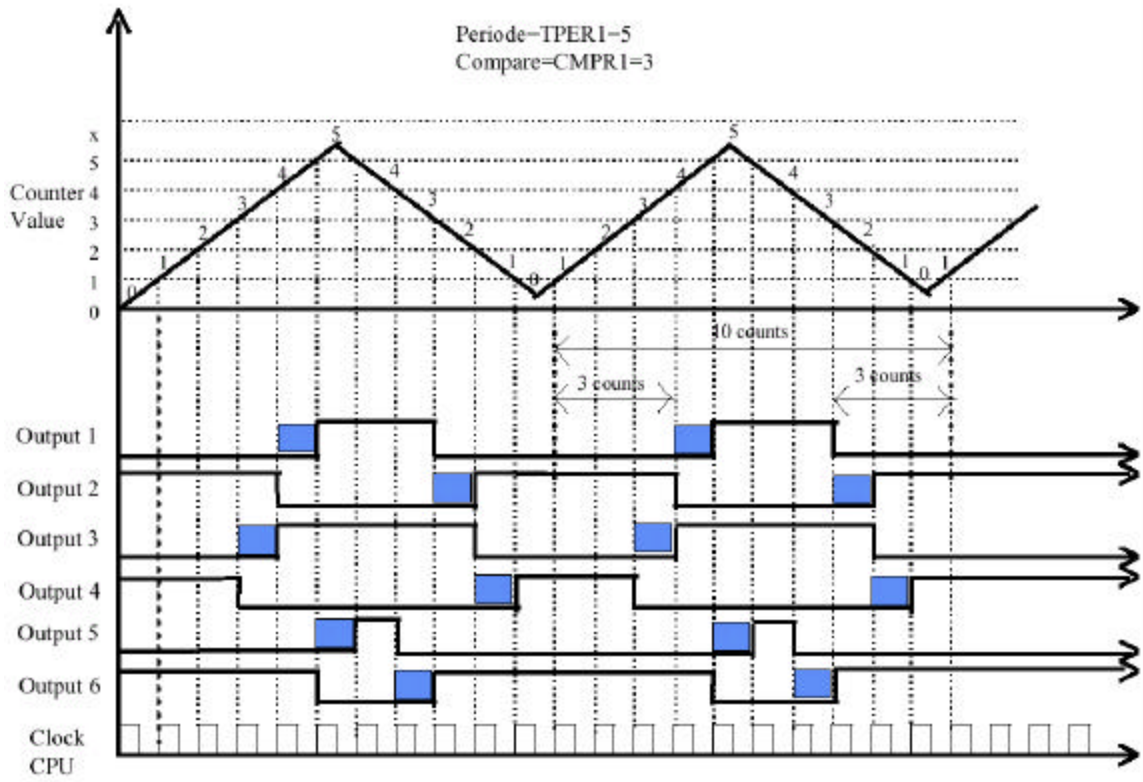 Periode=TPER1=5
Compare=CMPR1=3
x
5
Counter 4
Value 3
2
1
0
0 1 2 3 4 5 4 3 2 1 0 1 2 3 4 5 4 3 2 1 0 1
10 counts
3 counts
3 counts
Output 1
Output 2
Output 3
Output 4
Output 5
Output 6
Clock
CPU